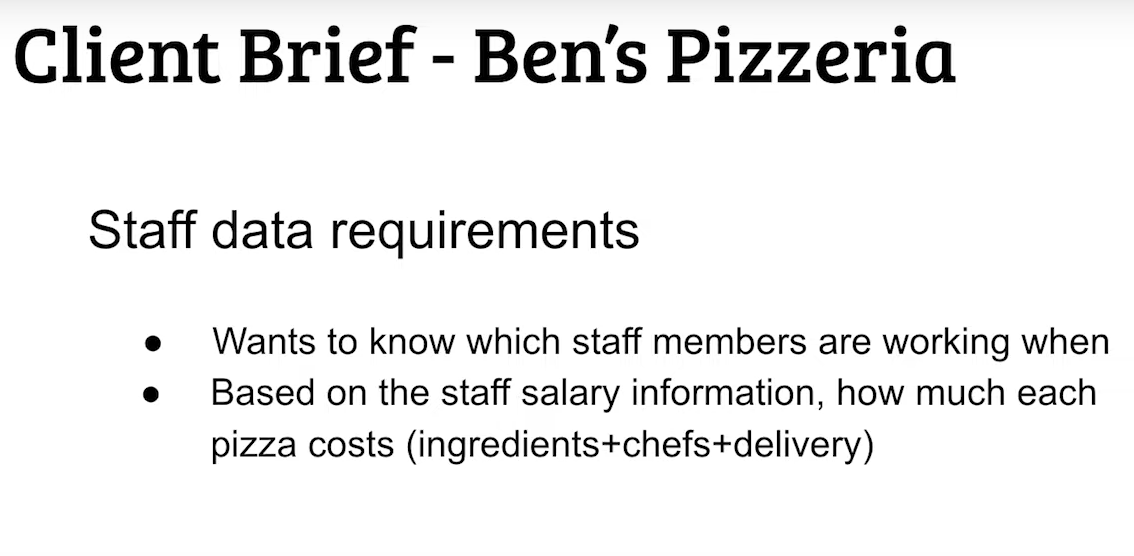 Client Brief - Ben's Pizzeria
Staff data requirements
● Wants to know which staff members are working when
● Based on the staff salary information, how much each
pizza costs (ingredients+chefs+delivery)